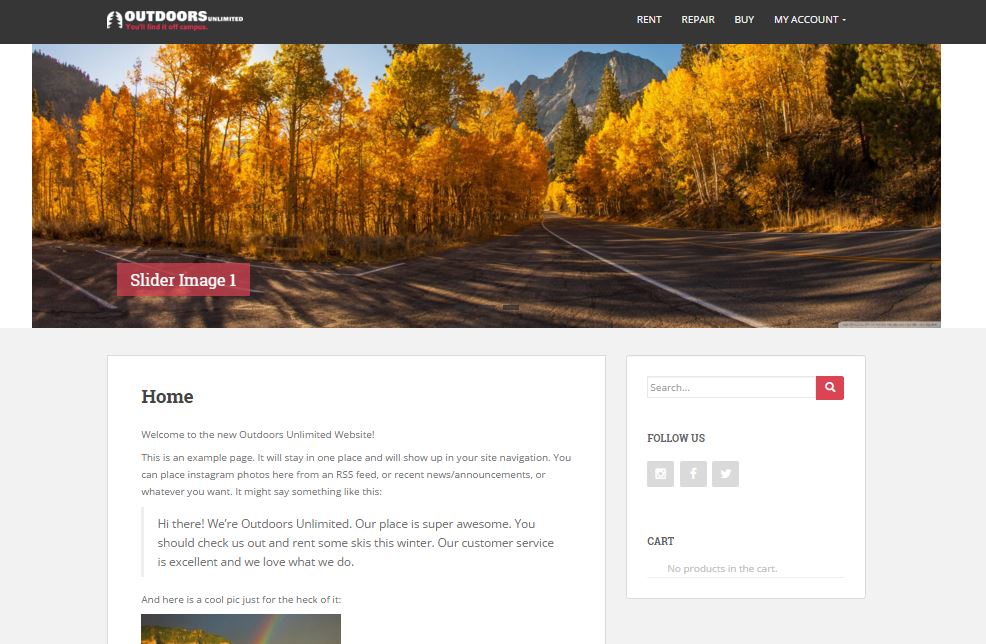 OUTDOORS UNLIMITED
You'll find it off campus.
RENT REPAIR BUY MY ACCOUNT
Slider Image 1
Home
Welcome to the new Outdoors Unlimited Website!
This is an example page. It will stay in one place and will show up in your site navigation. You
can place instagram photos here from an RSS feed, or recent news/announcements, or
whatever you want. It might say something like this:
Hi there! We’re Outdoors Unlimited. Our place is super awesome. You
should check us out and rent some skis this winter. Our customer service
is excellent and we love what we do.
And here is a cool pic just for the heck of it:
Search...
FOLLOW US
CART
No products in the cart.